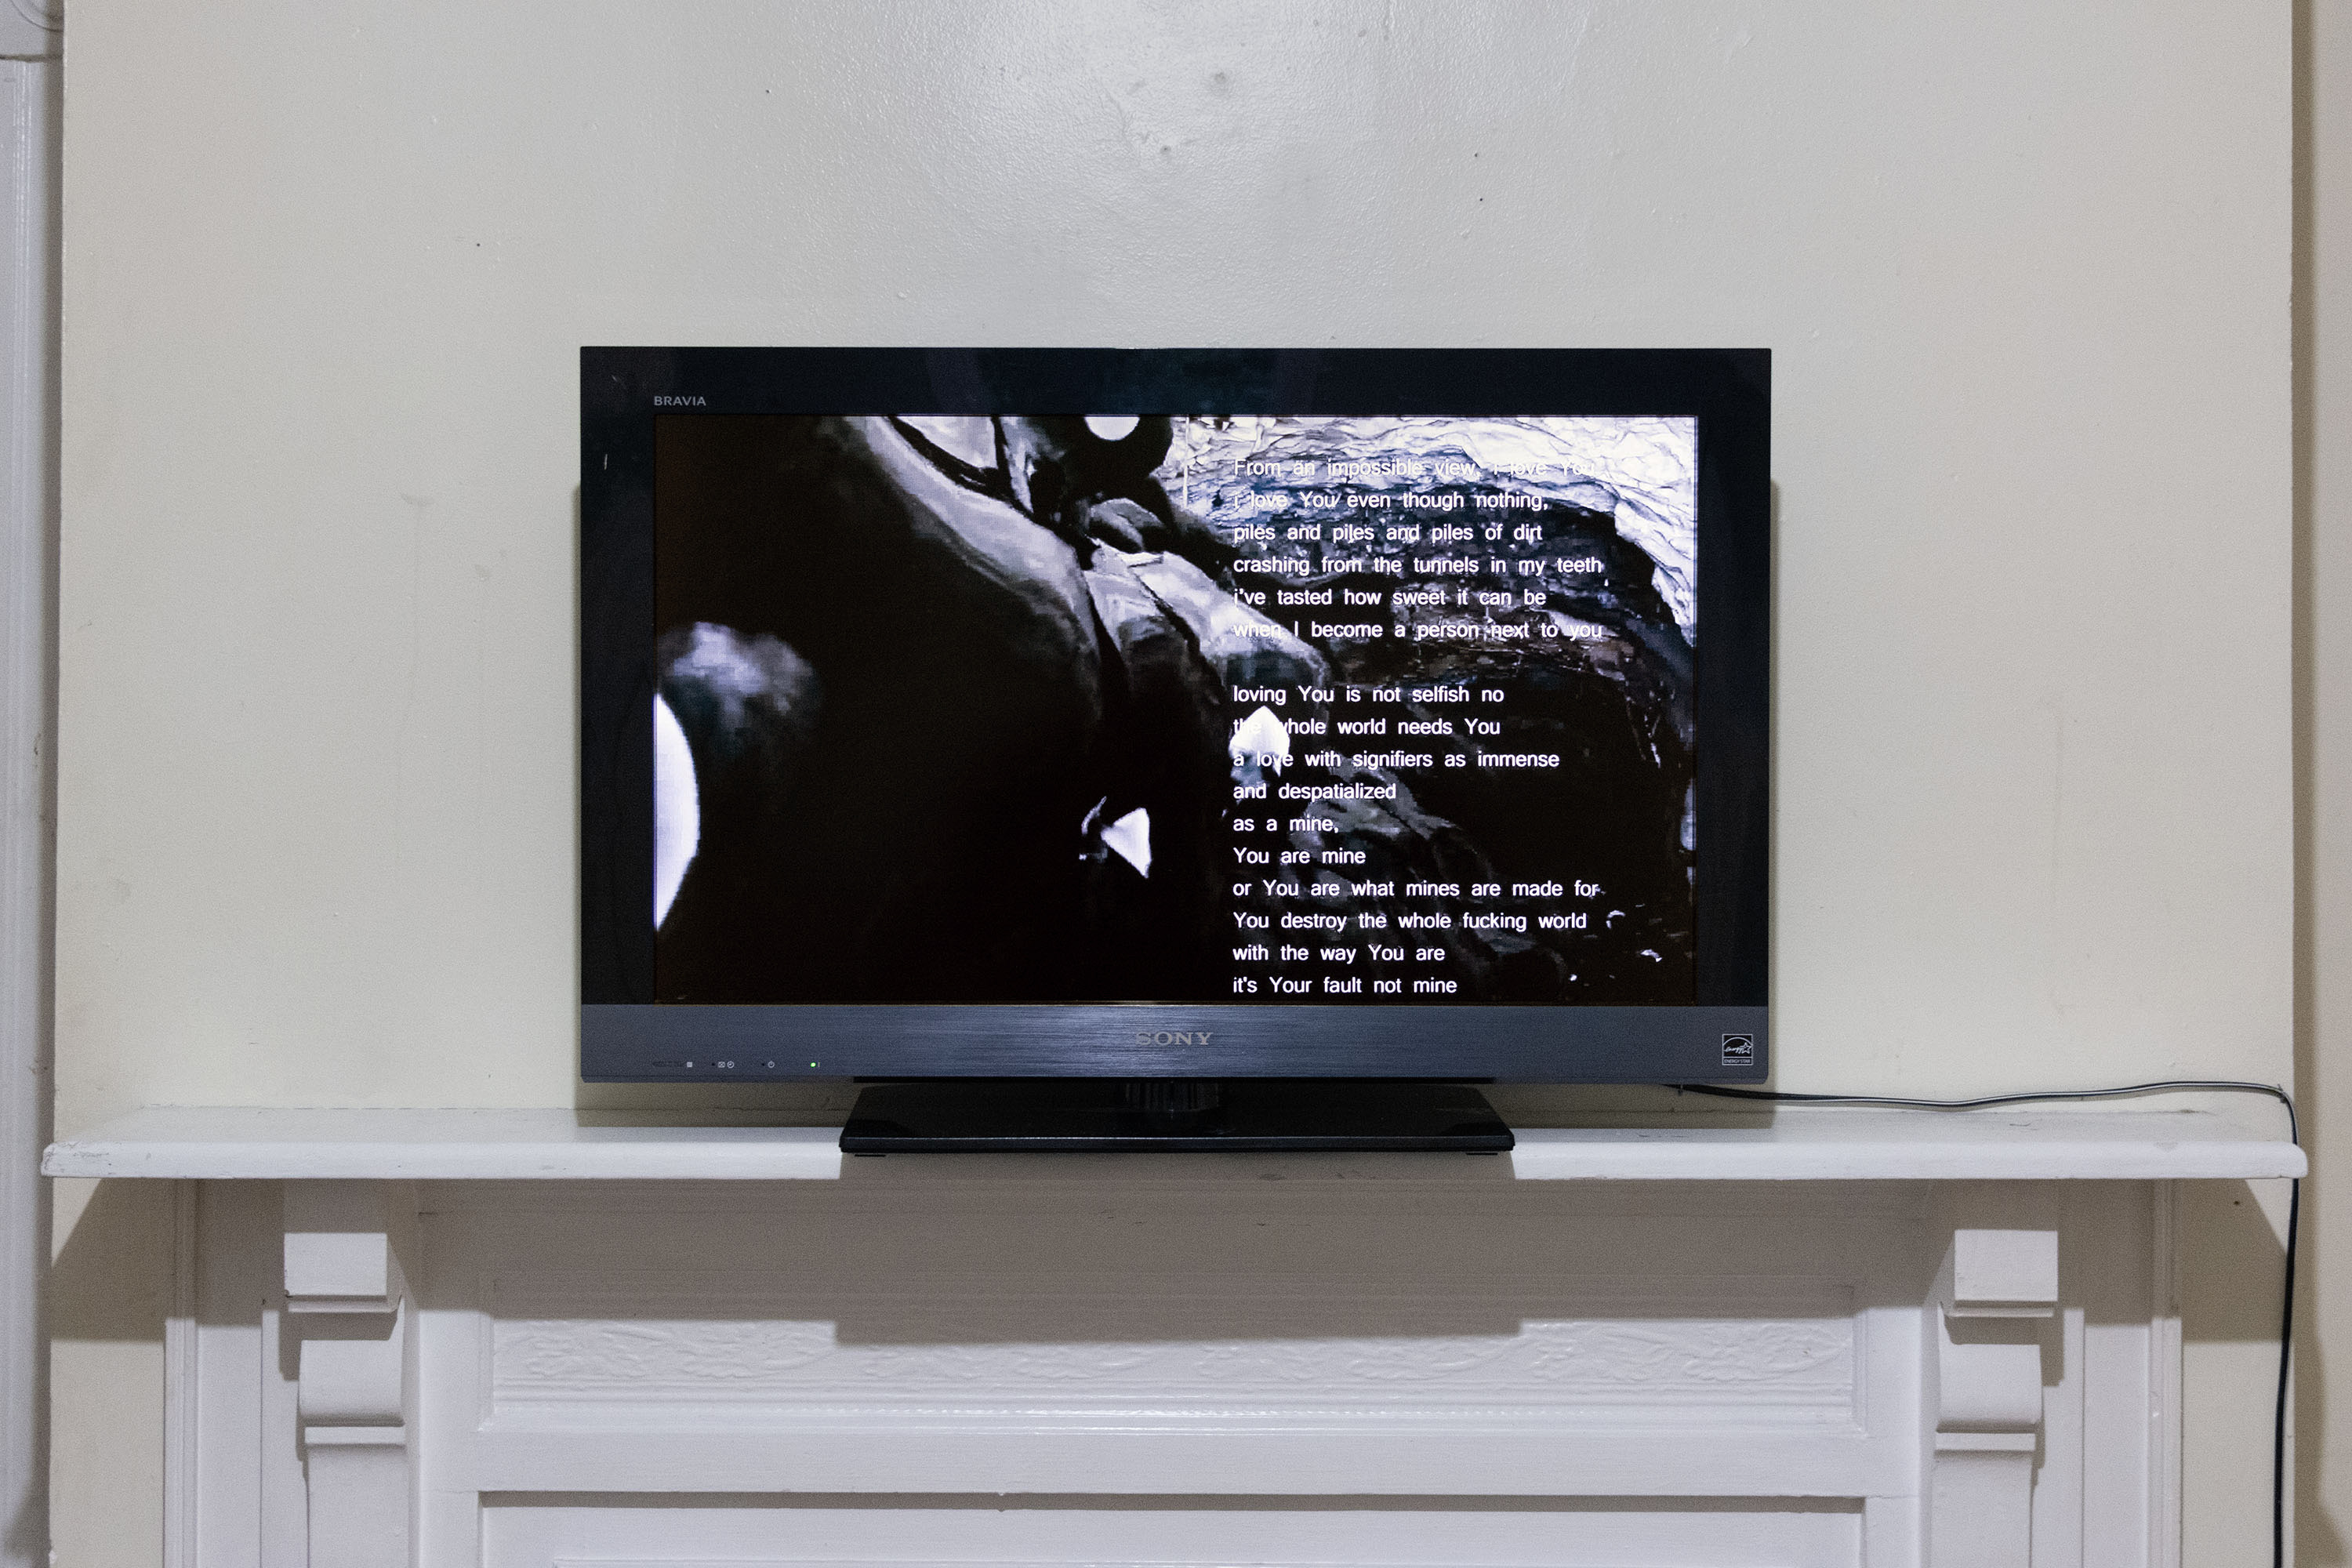 BRAVIA
From an impossible view, i love You
i love You even though nothing,
piles and piles and piles of dirt
crashing from the tunnels in my teeth
i've tasted how sweet it can be
when I become a person next to you
loving You is not selfish no
the whole world needs You
a love with signifiers as immense
and despatialized
as a mine,
You are mine
or You are what mines are made for
You destroy the whole fucking world
with the way You are
it's Your fault not mine
SONY
ENERGY STAR